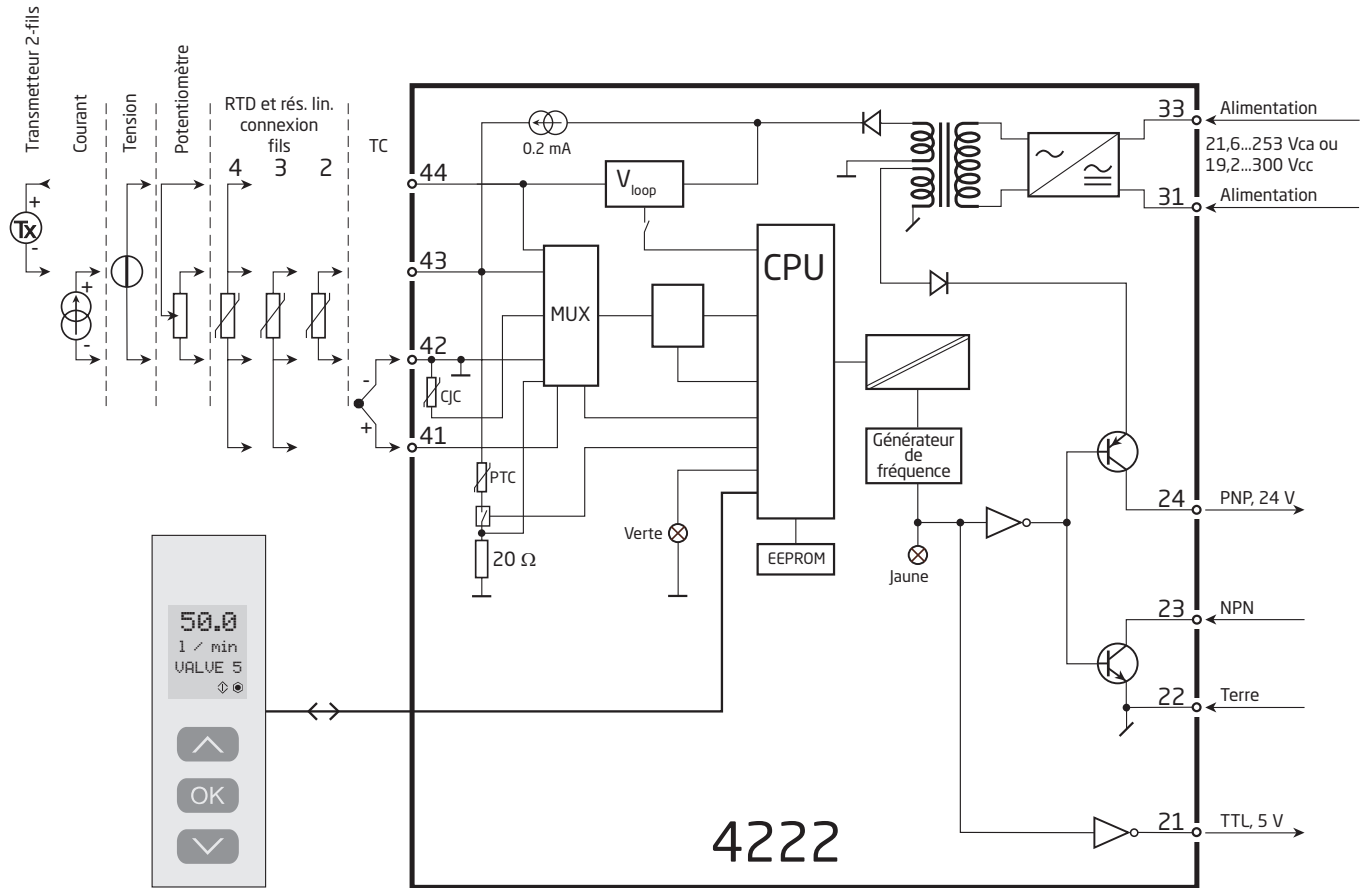 Transmetteur 2-fils
Courant
Tension
Potentiomètre
RTD et rés. lin.
connexion
fils
4 3 2
TC
+
Tx
-
+
-
-
+
44
43
42
41
0.2 mA
Vloop
MUX
CJC
PTC
20 Ω
Verte
CPU
EEPROM
Générateur
de
fréquence
Jaune
33 Alimentation
21,6...253 Vca ou
19,2...300 Vcc
31 Alimentation
24 PNP, 24 V
23 NPN
22 Terre
21 TTL, 5 V
50.0
l / min
VALVE 5
OK
4222